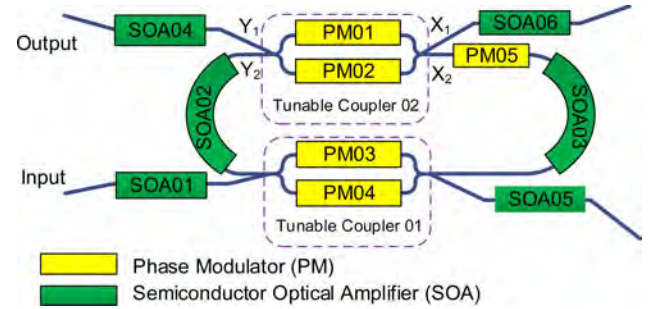 SOA04
Y1
PM01
X1
SOA06
Output
PM05
Y2
PM02
X2
SOA02
Tunable Coupler 02
SOA03
PM03
Input
SOA01
PM04
SOA05
Tunable Coupler 01
Phase Modulator (PM)
Semiconductor Optical Amplifier (SOA)